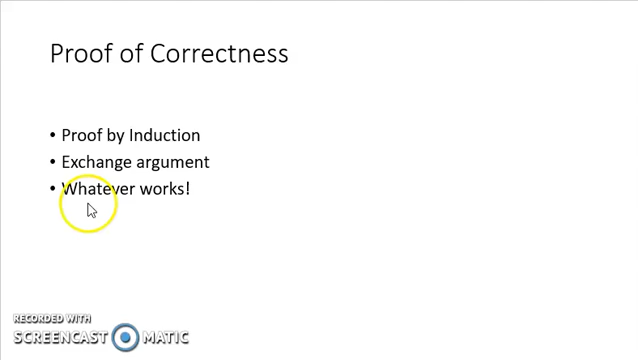 Proof of Correctness
• Proof by Induction
• Exchange argument
• Whatever works!
RECORDED WITH
SCREENCAST MATIC